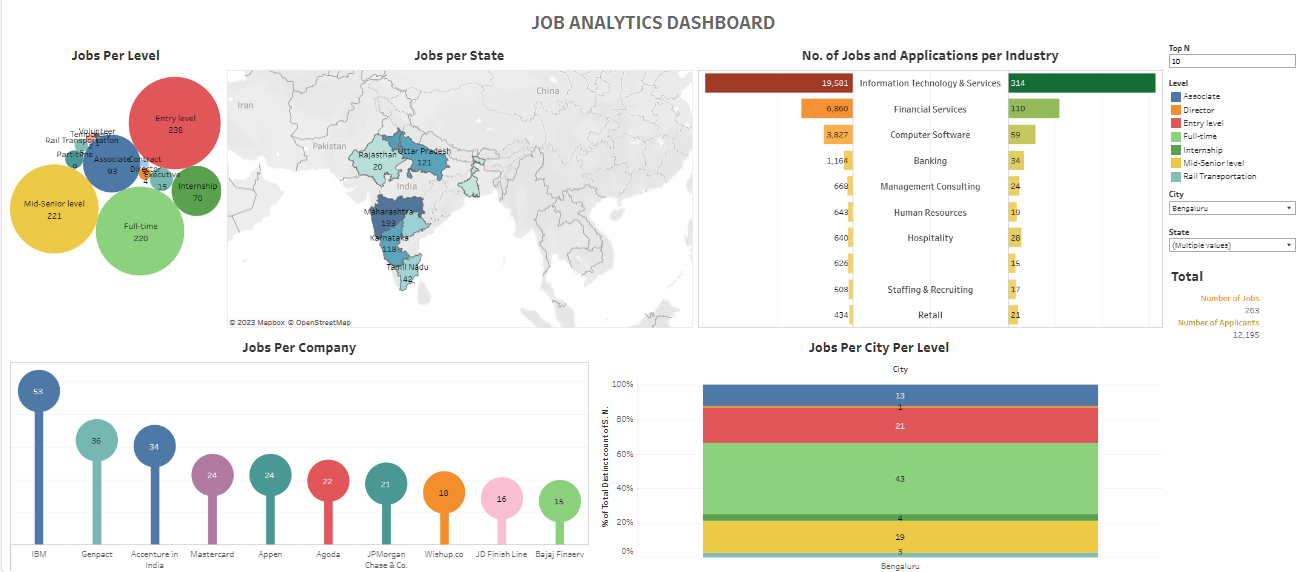 JOB ANALYTICS DASHBOARD
Jobs Per Level
Entry level
238
Volunteer
Rail Transportation
Part-time
9
Associate
93
Contract
Director
4
Executive
15
Internship
70
Mid-Senior level
221
Full-time
220
Jobs per State
Iran
China
Pakistan
India
Rajasthan
20
Uttar Pradesh
121
Maharashtra
193
Karnataka
118
Tamil Nadu
42
© 2023 Mapbox © OpenStreetMap
No. of Jobs and Applications per Industry
19,581 Information Technology & Services 314
6,860 Financial Services 110
3,827 Computer Software 59
1,164 Banking 34
668 Management Consulting 24
643 Human Resources 19
640 Hospitality 28
626 15
508 Staffing & Recruiting 17
434 Retail 21
Top N
10
Level
Associate
Director
Entry level
Full-time
Internship
Mid-Senior level
Rail Transportation
City
Bengaluru
State
(Multiple values)
Total
Number of Jobs
263
Number of Applicants
12,195
Jobs Per Company
53
36
34
24
24
22
21
18
16
15
IBM
Genpact
Accenture in
India
Mastercard
Appen
Agoda
JPMorgan
Chase & Co.
Wishup.co
JD Finish Line
Bajaj Finserv
Jobs Per City Per Level
City
% of Total Distinct count of S. N.
100%
80%
60%
40%
20%
0%
13
1
21
43
4
19
3
Bengaluru